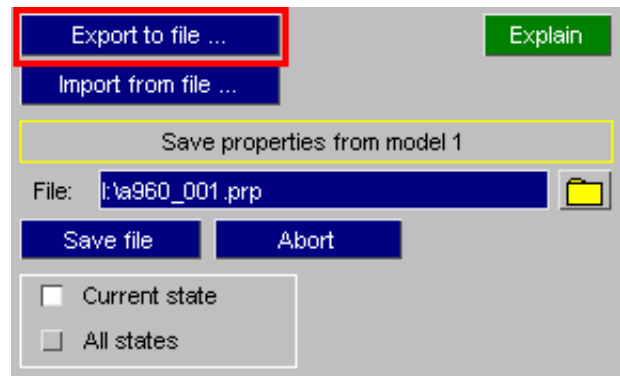 Export to file ...
Explain
Import from file ...
Save properties from model 1
File: I:\a960_001.prp
Save file Abort
Current state
All states